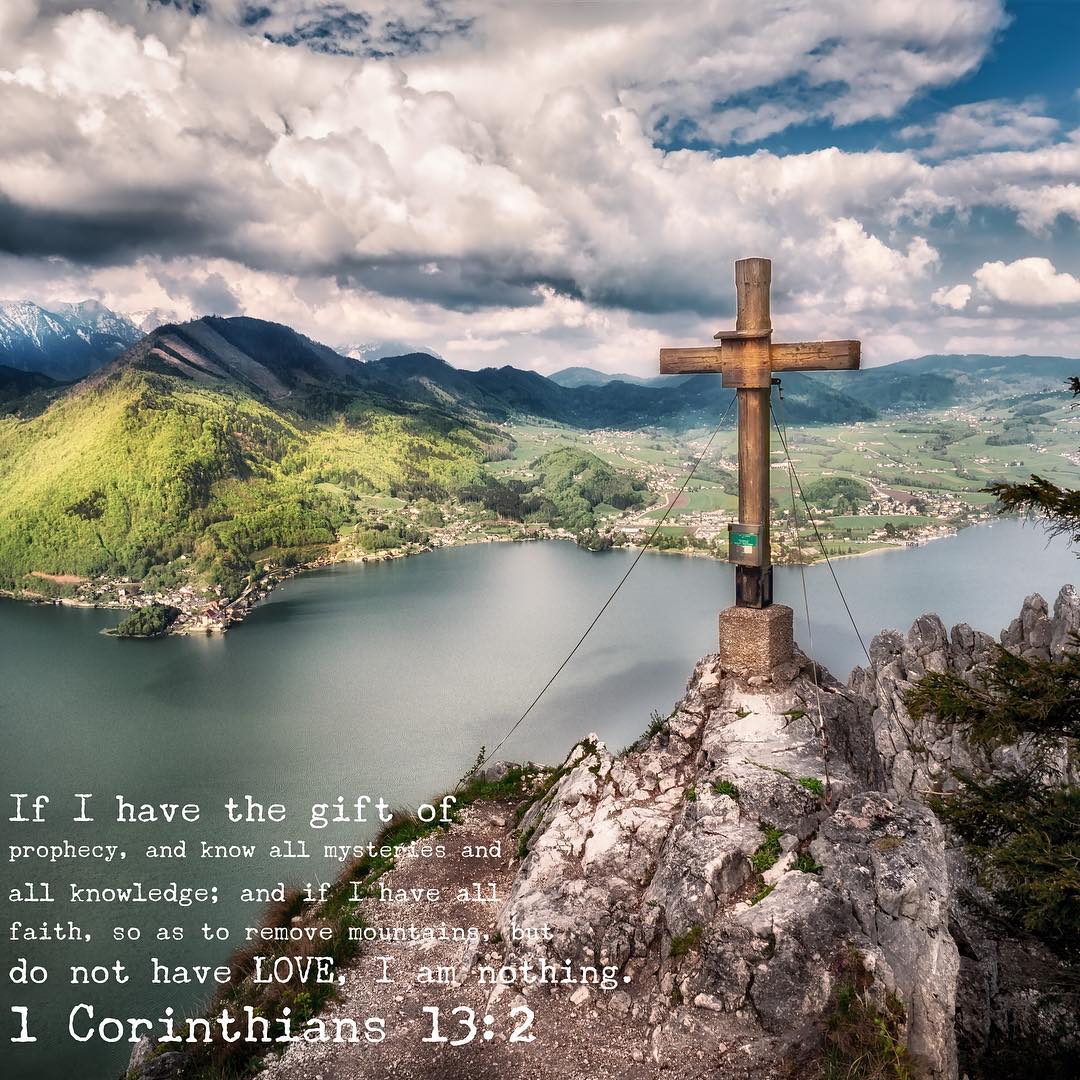 If I have the gift of
prophecy, and know all mysteries and
all knowledge; and if I have all
faith, so as to remove mountains, but
do not have LOVE, I am nothing.
1 Corinthians 13:2